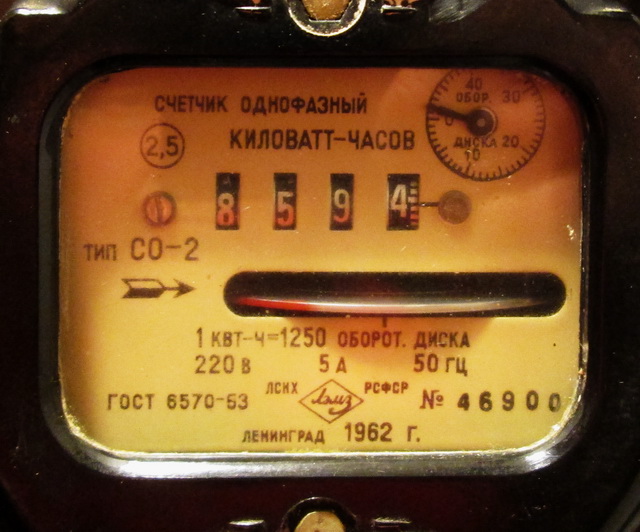 СЧЕТЧИК ОДНОФАЗНЫЙ
2,5 КИЛОВАТТ-ЧАСОВ
40
ОБОР. 30
0
ДИСКА 20
10
8 5 9 4
ТИП СО-2
1 КВТ-Ч=1250 ОБОРОТ. ДИСКА
220 В 5 А 50 ГЦ
ГОСТ 6570-53 ЛСНХ Лэмз РСФСР № 46900
ЛЕНИНГРАД 1962 Г.